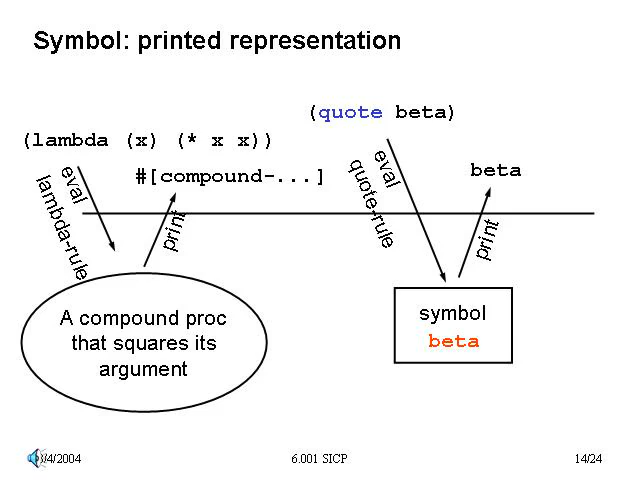 Symbol: printed representation
(quote beta)
(lambda (x) (* x x))
#[compound-...]
beta
eval
lambda-rule
print
eval
quote-rule
print
A compound proc
that squares its
argument
symbol
beta
/4/2004
6.001 SICP
14/24